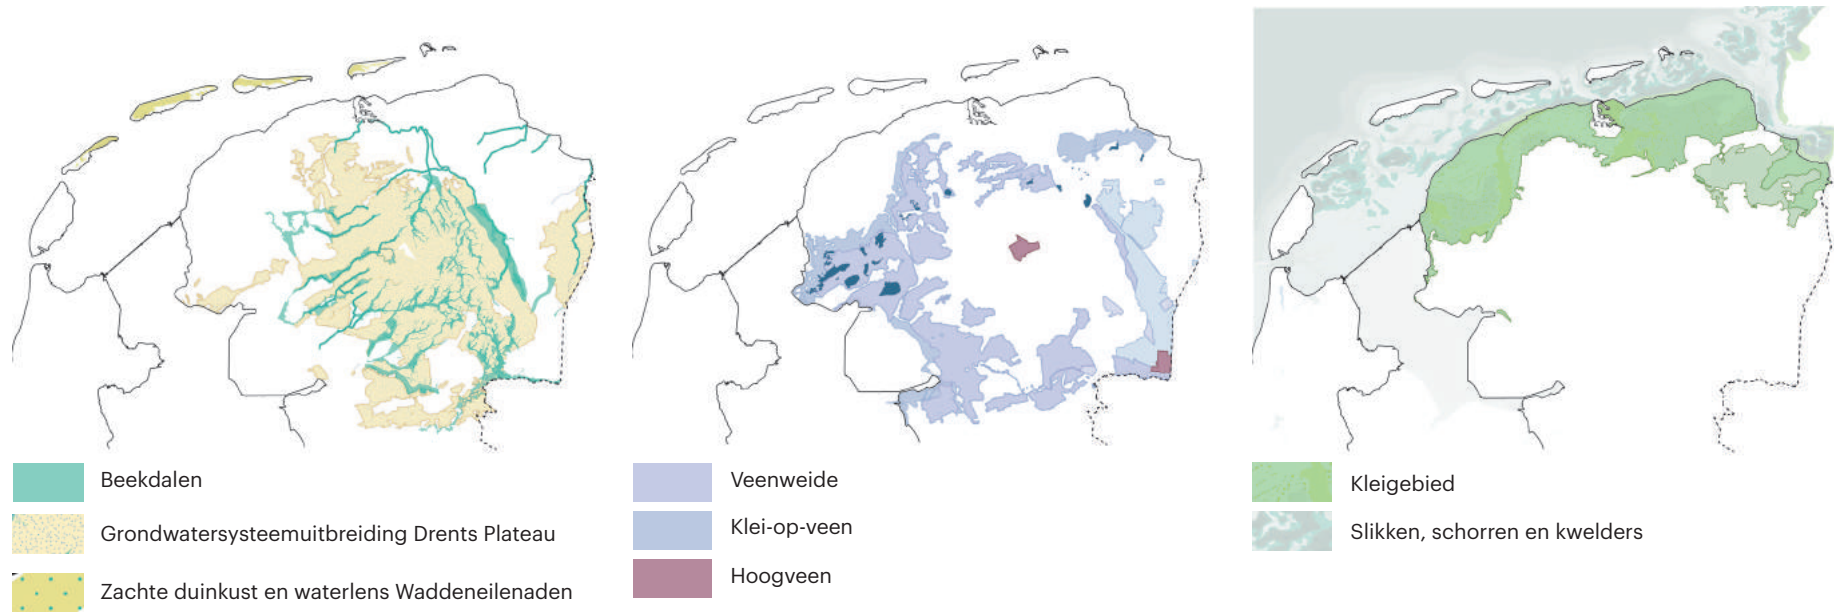 Beekdalen
Grondwatersysteemuitbreiding Drents Plateau
Zachte duinkust en waterlens Waddeneilenaden
Veenweide
Klei-op-veen
Hoogveen
Kleigebied
Slikken, schorren en kwelders